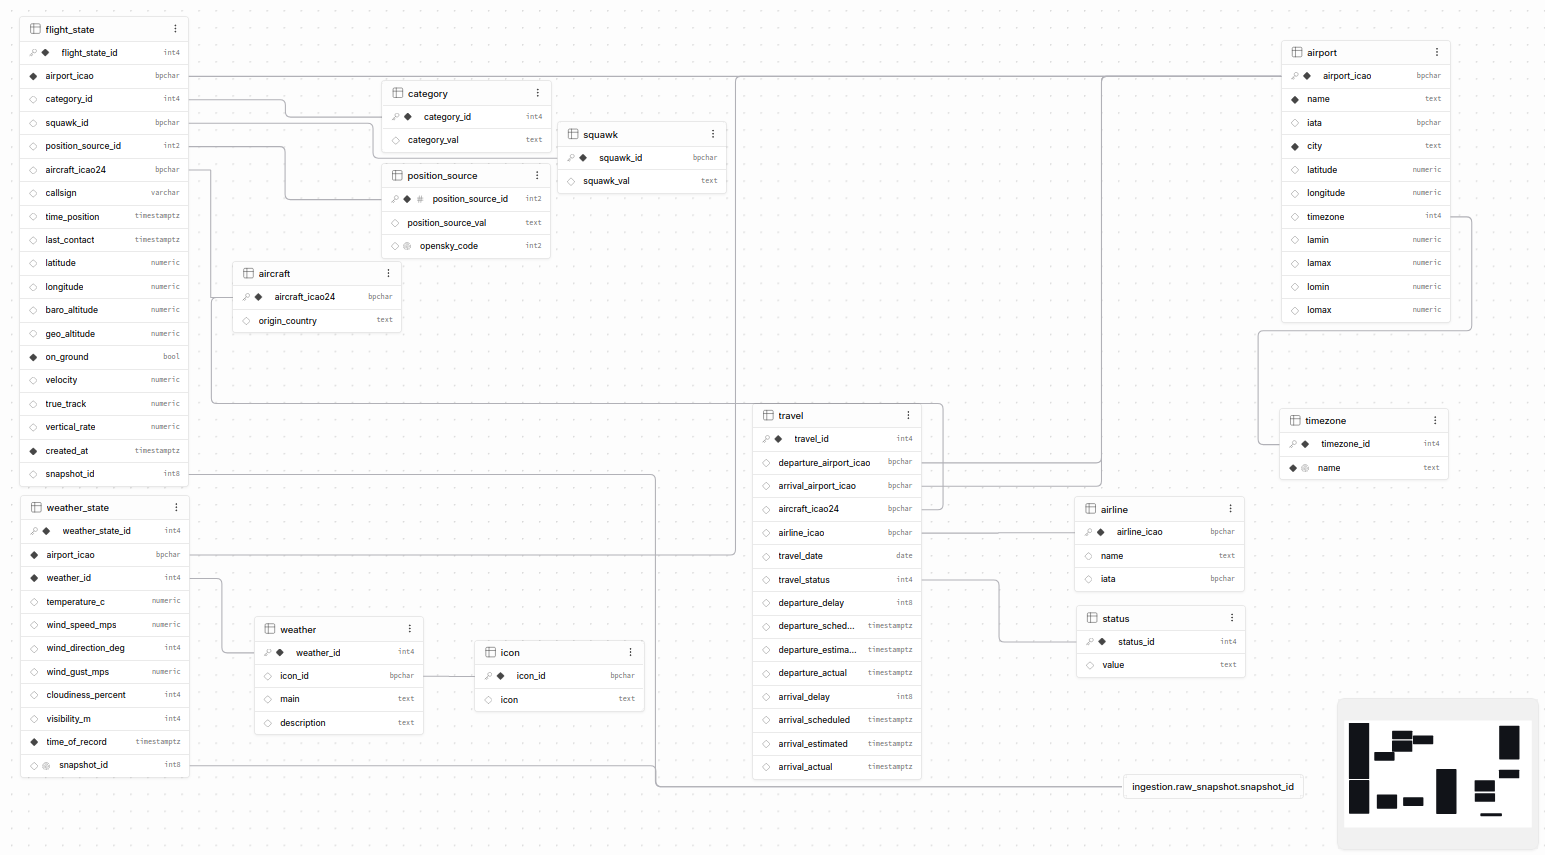 flight_state
flight_state_id int4
airport_icao bpchar
category_id int4
squawk_id bpchar
position_source_id int2
aircraft_icao24 bpchar
callsign varchar
time_position timestamptz
last_contact timestamptz
latitude numeric
longitude numeric
baro_altitude numeric
geo_altitude numeric
on_ground bool
velocity numeric
true_track numeric
vertical_rate numeric
created_at timestamptz
snapshot_id int8
weather_state
weather_state_id int4
airport_icao bpchar
weather_id int4
temperature_c numeric
wind_speed_mps numeric
wind_direction_deg int4
wind_gust_mps numeric
cloudiness_percent int4
visibility_m int4
time_of_record timestamptz
snapshot_id int8
category
category_id int4
category_val text
squawk
squawk_id bpchar
squawk_val text
position_source
# position_source_id int2
position_source_val text
opensky_code int2
aircraft
aircraft_icao24 bpchar
origin_country text
weather
weather_id int4
icon_id bpchar
main text
description text
icon
icon_id bpchar
icon text
travel
travel_id int4
departure_airport_icao bpchar
arrival_airport_icao bpchar
aircraft_icao24 bpchar
airline_icao bpchar
travel_date date
travel_status int4
departure_delay int8
departure_sched... timestamptz
departure_estima... timestamptz
departure_actual timestamptz
arrival_delay int8
arrival_scheduled timestamptz
arrival_estimated timestamptz
arrival_actual timestamptz
airport
airport_icao bpchar
name text
iata bpchar
city text
latitude numeric
longitude numeric
timezone int4
lamin numeric
lamax numeric
lomin numeric
lomax numeric
timezone
timezone_id int4
name text
airline
airline_icao bpchar
name text
iata bpchar
status
status_id int4
value text
ingestion.raw_snapshot.snapshot_id